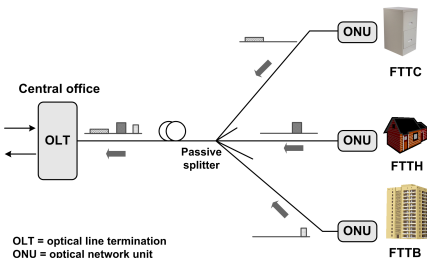 ONU
FTTC
Central office
OLT
Passive
splitter
ONU
FTTH
ONU
FTTB
OLT = optical line termination
ONU = optical network unit